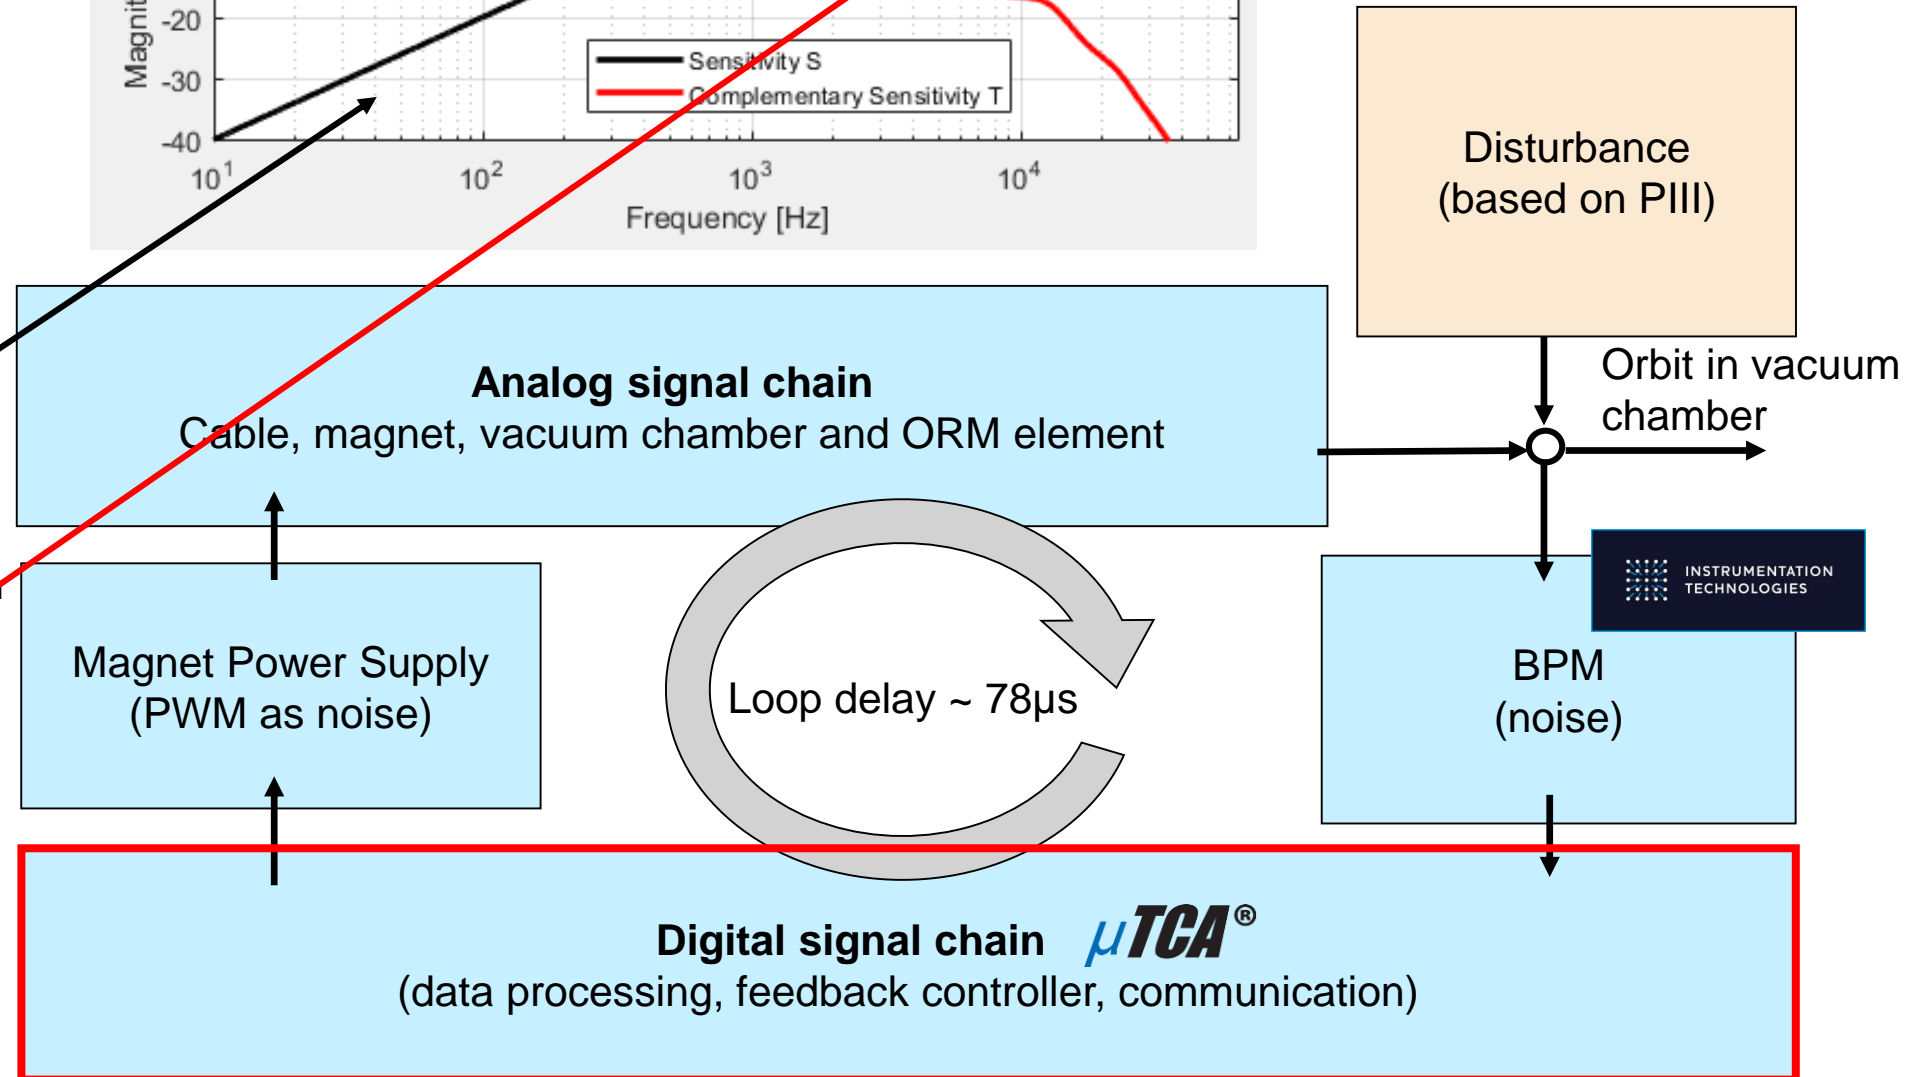 -20
Magnit
-30
-40
Sensitivity S
Complementary Sensitivity T
10¹
10²
10³
10⁴
Frequency [Hz]
Disturbance
(based on PIII)
Orbit in vacuum
chamber
Analog signal chain
Cable, magnet, vacuum chamber and ORM element
INSTRUMENTATION
TECHNOLOGIES
Magnet Power Supply
(PWM as noise)
Loop delay ~ 78µs
BPM
(noise)
Digital signal chain µTCA®
(data processing, feedback controller, communication)